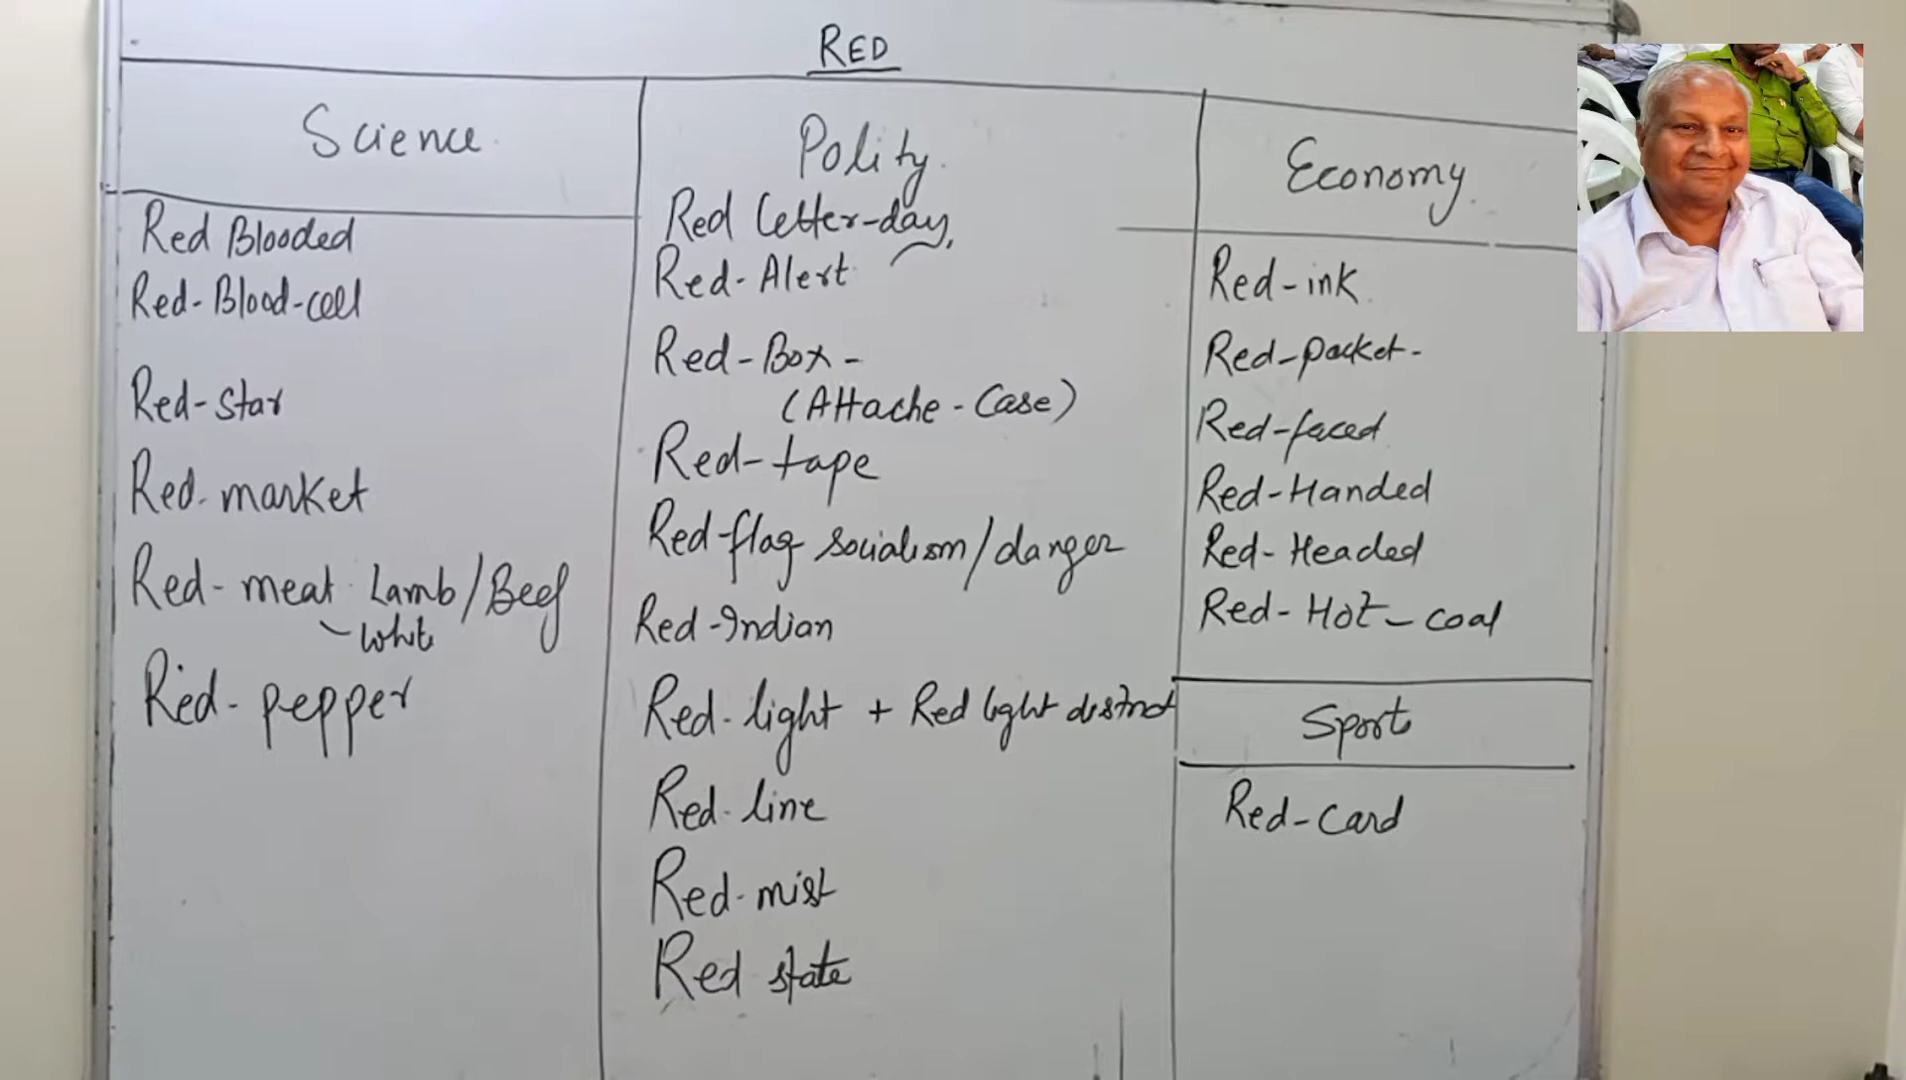 RED
Science
Red Blooded
Red-Blood-cell
Red-star
Red-market
Red-meat Lamb/Beef
-white
Red-pepper
Polity
Red Letter-day,
Red-Alert
Red-Box-
(Attache-Case)
Red-tape
Red-flag socialism/danger
Red-Indian
Red-light + Red light district
Red-line
Red-mist
Red state
Economy
Red-ink
Red-packet-
Red-faced
Red-Handed
Red-Headed
Red-Hot-coal
Sport
Red-card